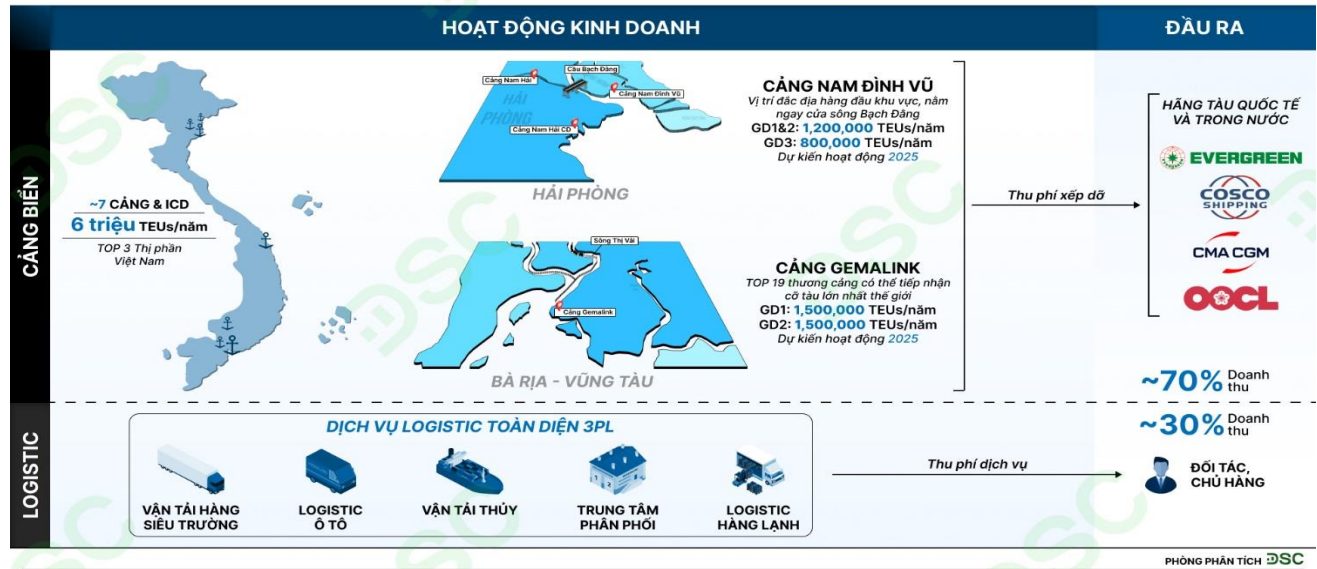 HOẠT ĐỘNG KINH DOANH
ĐẦU RA
CẢNG BIỂN
~7 CẢNG & ICD
6 triệu TEUs/năm
TOP 3 Thị phần
Việt Nam
Cảng Nam Hải
Cầu Bạch Đằng
Cảng Nam Đình Vũ
HẢI
PHÒNG
Cảng Nam Hải CD
HẢI PHÒNG
CẢNG NAM ĐÌNH VŨ
Vị trí đắc địa hàng đầu khu vực, nằm
ngay cửa sông Bạch Đằng
GD1&2: 1,200,000 TEUs/năm
GD3: 800,000 TEUs/năm
Dự kiến hoạt động 2025
Sông Thị Vải
Cảng Gemalink
BÀ RỊA - VŨNG TÀU
CẢNG GEMALINK
TOP 19 thương cảng có thể tiếp nhận
cỡ tàu lớn nhất thế giới
GD1: 1,500,000 TEUs/năm
GD2: 1,500,000 TEUs/năm
Dự kiến hoạt động 2025
Thu phí xếp dỡ
HÃNG TÀU QUỐC TẾ
VÀ TRONG NƯỚC
EVERGREEN
COSCO
SHIPPING
CMA CGM
OOCL
~70% Doanh
thu
LOGISTIC
DỊCH VỤ LOGISTIC TOÀN DIỆN 3PL
VẬN TẢI HÀNG
SIÊU TRƯỜNG
LOGISTIC
Ô TÔ
VẬN TẢI THỦY
TRUNG TÂM
PHÂN PHỐI
LOGISTIC
HÀNG LẠNH
Thu phí dịch vụ
~30% Doanh
thu
ĐỐI TÁC,
CHỦ HÀNG
PHÒNG PHÂN TÍCH DSC